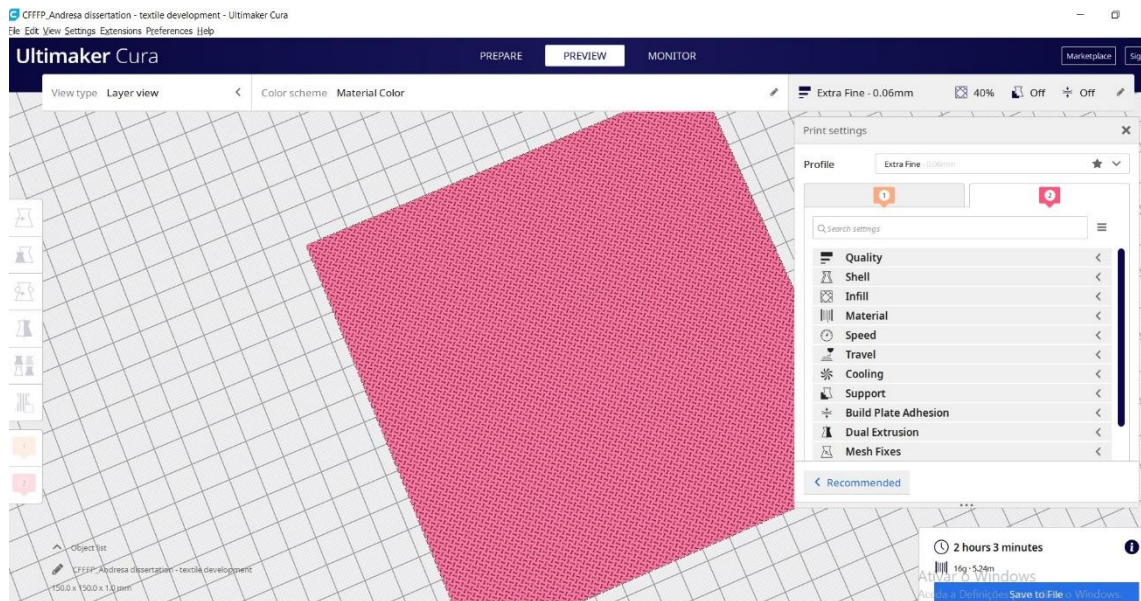 CFFFP_Andresa dissertation - textile development - Ultimaker Cura
File Edit View Settings Extensions Preferences Help
Ultimaker Cura
PREPARE PREVIEW MONITOR
Marketplace Sig
View type Layer view Color scheme Material Color
Extra Fine - 0.06mm 40% Off Off
Print settings
Profile Extra Fine - 0.06mm
1 2
Search settings
Quality
Shell
Infill
Material
Speed
Travel
Cooling
Support
Build Plate Adhesion
Dual Extrusion
Mesh Fixes
Recommended
Object list
CFFFP_Andresa dissertation - textile development
150.0 x 150.0 x 1.0 mm
2 hours 3 minutes
16g · 5.24m
Ativar o Windows
Save to File